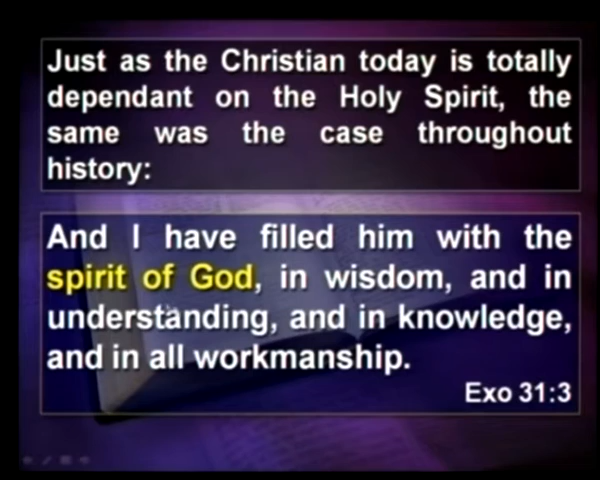 Just as the Christian today is totally
dependant on the Holy Spirit, the
same was the case throughout
history:
And I have filled him with the
spirit of God, in wisdom, and in
understanding, and in knowledge,
and in all workmanship.
Exo 31:3